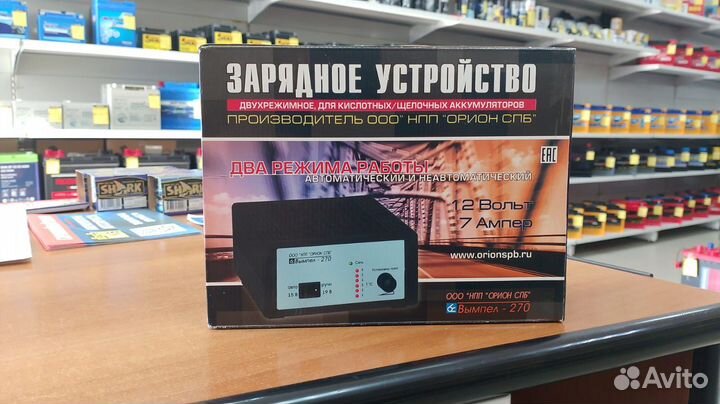 ЗАРЯДНОЕ УСТРОЙСТВО
ДВУХРЕЖИМНОЕ, ДЛЯ КИСЛОТНЫХ/ЩЕЛОЧНЫХ АККУМУЛЯТОРОВ
ПРОИЗВОДИТЕЛЬ ООО" НПП "ОРИОН СПБ"
ДВА РЕЖИМА РАБОТЫ
АВТОМАТИЧЕСКИЙ И НЕАВТОМАТИЧЕСКИЙ
EAC
12 Вольт
7 Ампер
www.orionspb.ru
ООО "НПП "ОРИОН СПБ"
Вымпел - 270
Сеть
15 В
19 В
t °C
ООО "НПП "ОРИОН СПБ"
Вымпел - 270
SHARK
SHARK
Avito